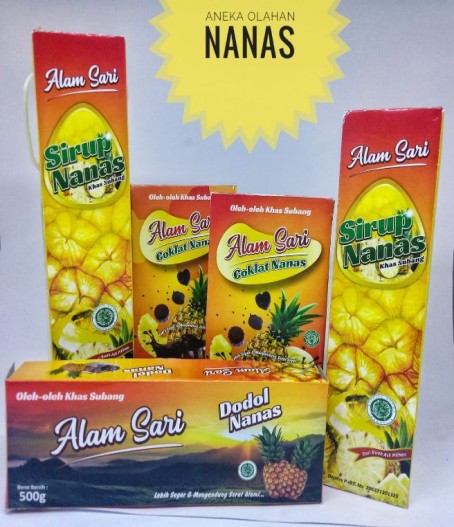 ANEKA OLAHAN
NANAS
Alam Sari
Sirup
Nanas
Khas Subang
Oleh-oleh Khas Subang
Alam Sari
Coklat Nanas
Oleh-oleh Khas Subang
Alam Sari
Coklat Nanas
Alam Sari
Sirup
Nanas
Khas Subang
Oleh-oleh Khas Subang
Alam Sari
Dodol
Nanas
Berat Bersih :
500g
Lebih Segar & Mengandung Serat Alami...